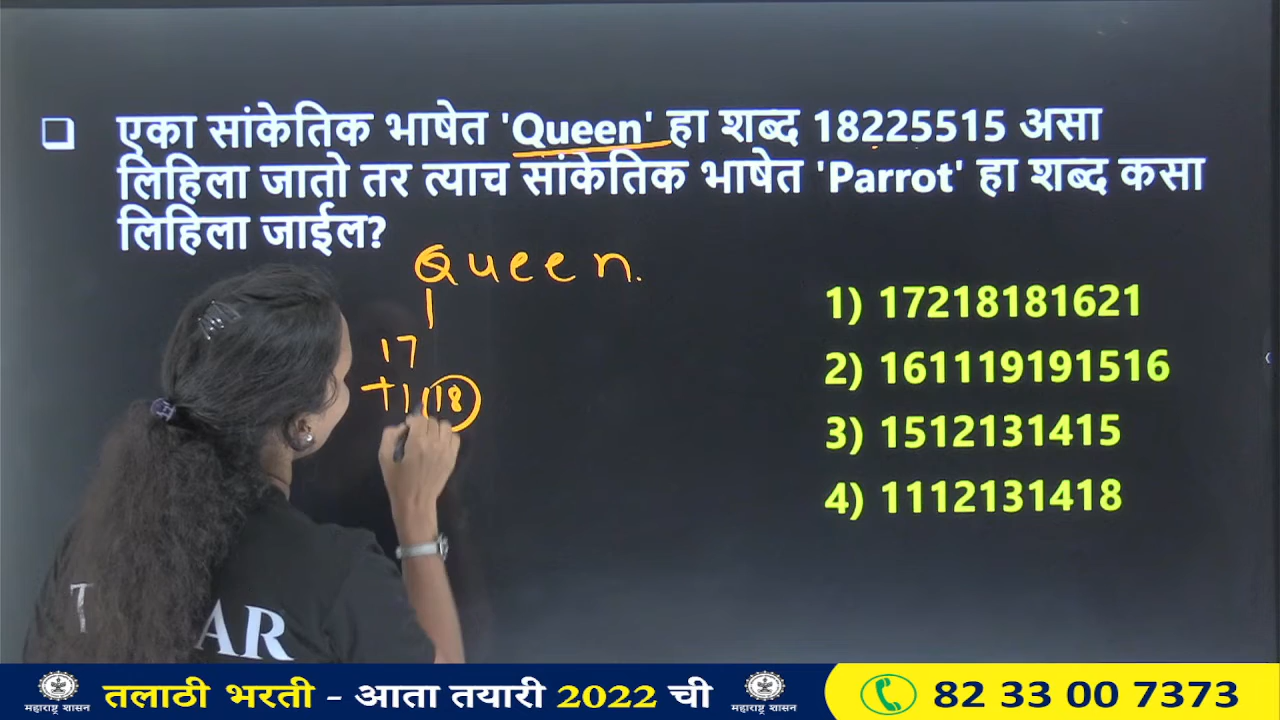 ❑ एका सांकेतिक भाषेत 'Queen' हा शब्द 18225515 असा
लिहिला जातो तर त्याच सांकेतिक भाषेत 'Parrot' हा शब्द कसा
लिहिला जाईल?
Queen.
17
+1 18
1) 17218181621
2) 161119191516
3) 1512131415
4) 1112131418
T AR
महाराष्ट्र शासन तलाठी भरती - आता तयारी 2022 ची महाराष्ट्र शासन 82 33 00 7373